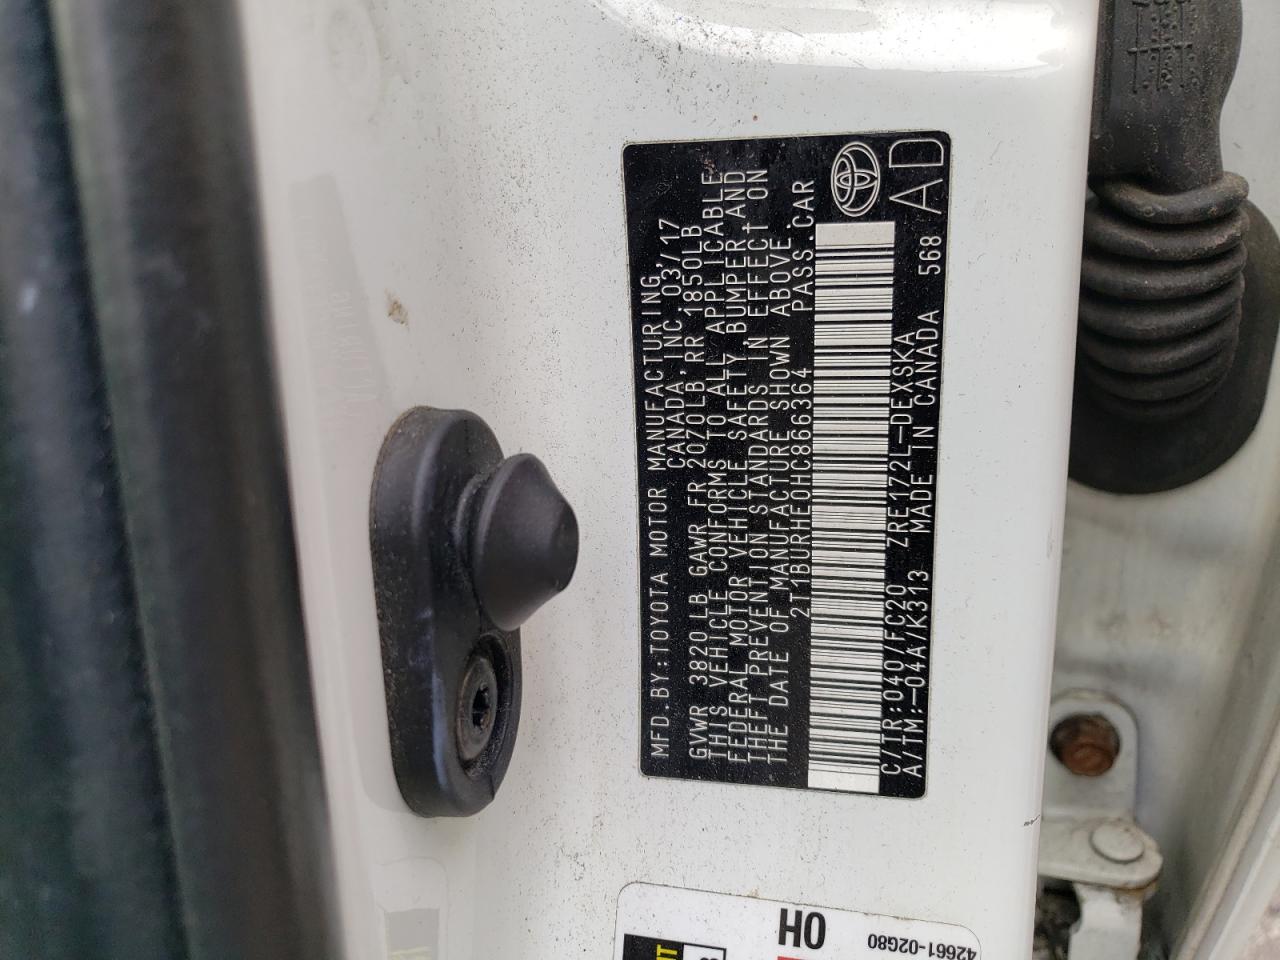 MFD.BY:TOYOTA MOTOR MANUFACTURING,
CANADA,INC. 03/17
GVWR 3820 LB GAWR FR 2070LB RR 1850LB
THIS VEHICLE CONFORMS TO ALL APPLICABLE
FEDERAL MOTOR VEHICLE SAFETY,BUMPER,AND
THEFT PREVENTION STANDARDS IN EFFECT ON
THE DATE OF MANUFACTURE SHOWN ABOVE.
2T1BURHE0HC866364 PASS.CAR
C/TR:040/FC20 ZRE172L-DEXSKA
A/TM:-04A/K313 MADE IN CANADA 568
AD
0H
42661-02G80